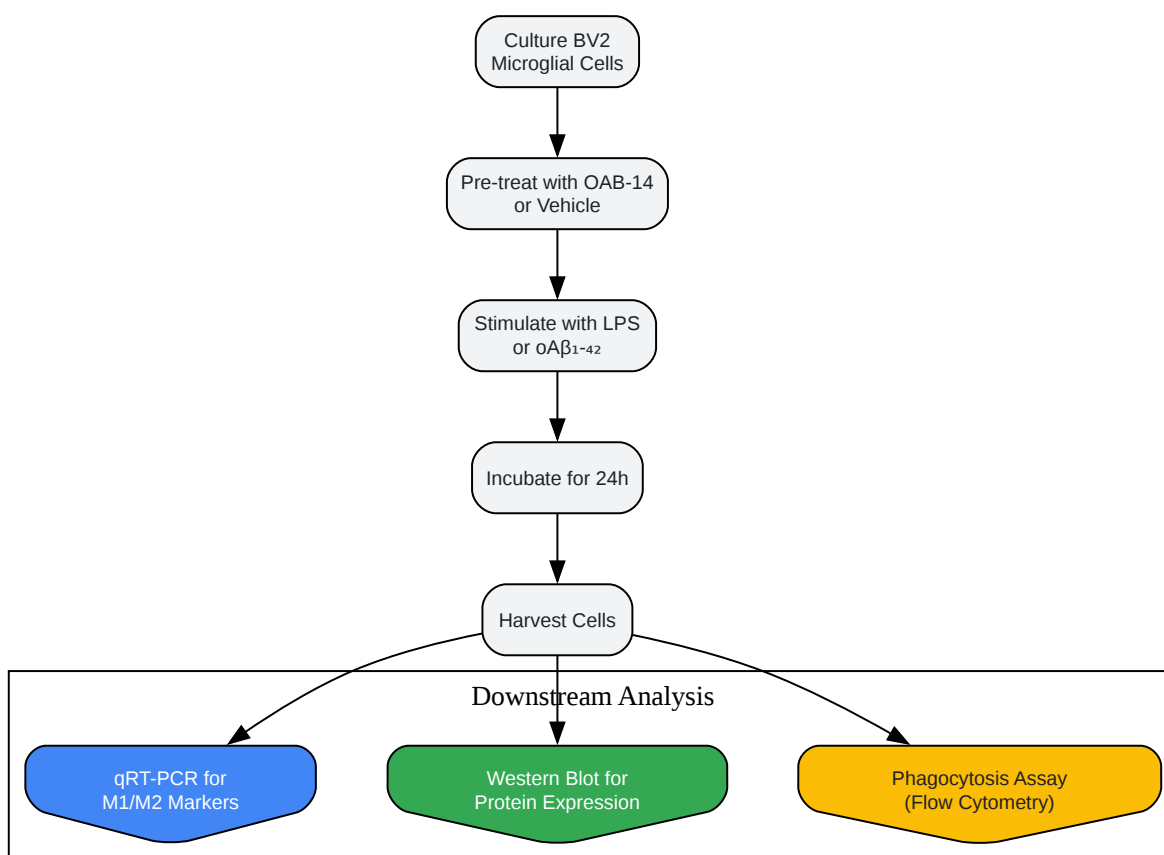 Culture BV2
Microglial Cells
Pre-treat with OAB-14
or Vehicle
Stimulate with LPS
or oAβ₁-₄₂
Incubate for 24h
Harvest Cells
Downstream Analysis
qRT-PCR for
M1/M2 Markers
Western Blot for
Protein Expression
Phagocytosis Assay
(Flow Cytometry)